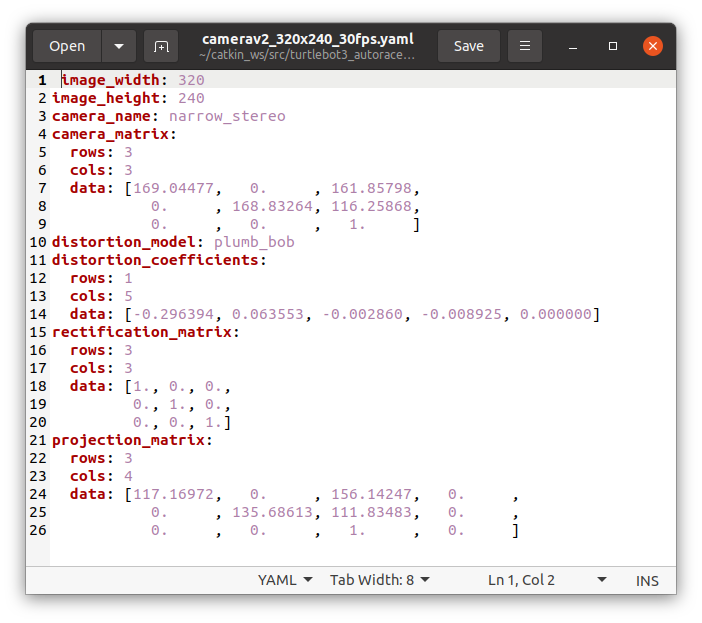 Open
camerav2_320x240_30fps.yaml
~/catkin_ws/src/turtlebot3_autorace...
Save
1 image_width: 320
2 image_height: 240
3 camera_name: narrow_stereo
4 camera_matrix:
5   rows: 3
6   cols: 3
7   data: [169.04477,   0.     , 161.85798,
8            0.     , 168.83264, 116.25868,
9            0.     ,   0.     ,   1.     ]
10 distortion_model: plumb_bob
11 distortion_coefficients:
12   rows: 1
13   cols: 5
14   data: [-0.296394, 0.063553, -0.002860, -0.008925, 0.000000]
15 rectification_matrix:
16   rows: 3
17   cols: 3
18   data: [1., 0., 0.,
19          0., 1., 0.,
20          0., 0., 1.]
21 projection_matrix:
22   rows: 3
23   cols: 4
24   data: [117.16972,   0.     , 156.14247,   0.     ,
25            0.     , 135.68613, 111.83483,   0.     ,
26            0.     ,   0.     ,   1.     ,   0.     ]
YAML Tab Width: 8 Ln 1, Col 2 INS